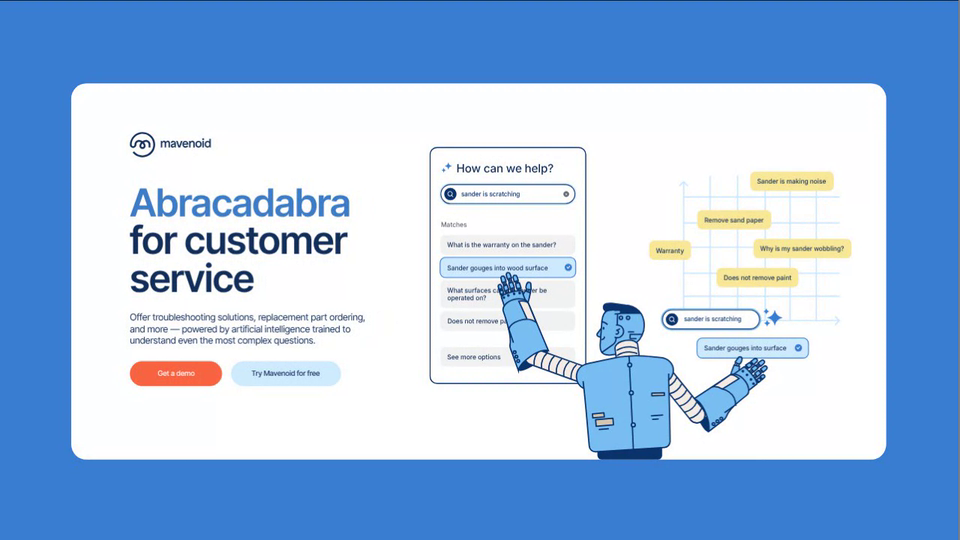 mavenoid
Abracadabra
for customer
service
Offer troubleshooting solutions, replacement part ordering,
and more — powered by artificial intelligence trained to
understand even the most complex questions.
Get a demo
Try Mavenoid for free
How can we help?
sander is scratching
Matches
What is the warranty on the sander?
Sander gouges into wood surface
What surfaces be
operated on?
Does not remove
See more options
Sander is making noise
Remove sand paper
Warranty
Why is my sander wobbling?
Does not remove paint
sander is scratching
Sander gouges into surface